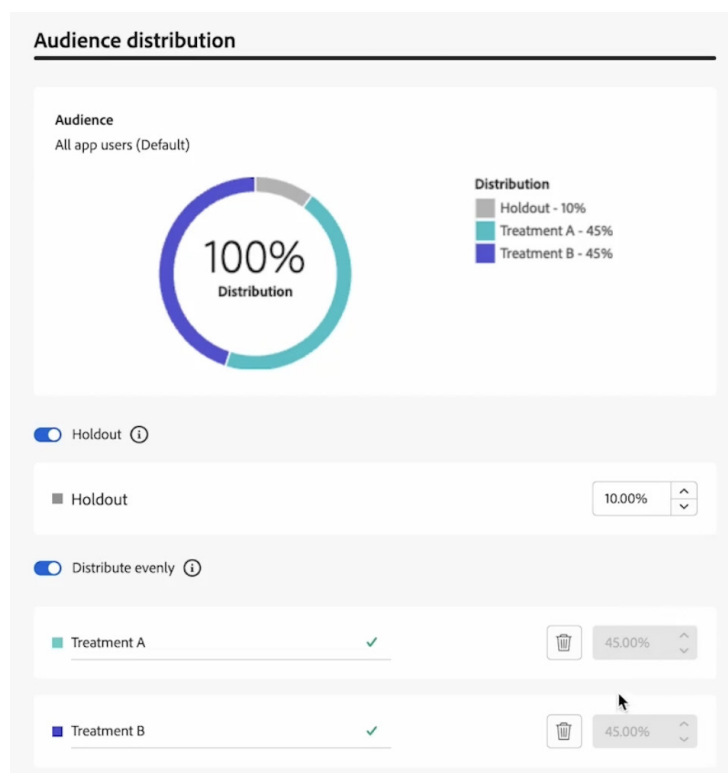 Audience distribution
Audience
All app users (Default)
100%
Distribution
Distribution
Holdout - 10%
Treatment A - 45%
Treatment B - 45%
Holdout
Holdout
10.00%
Distribute evenly
Treatment A
45.00%
Treatment B
45.00%